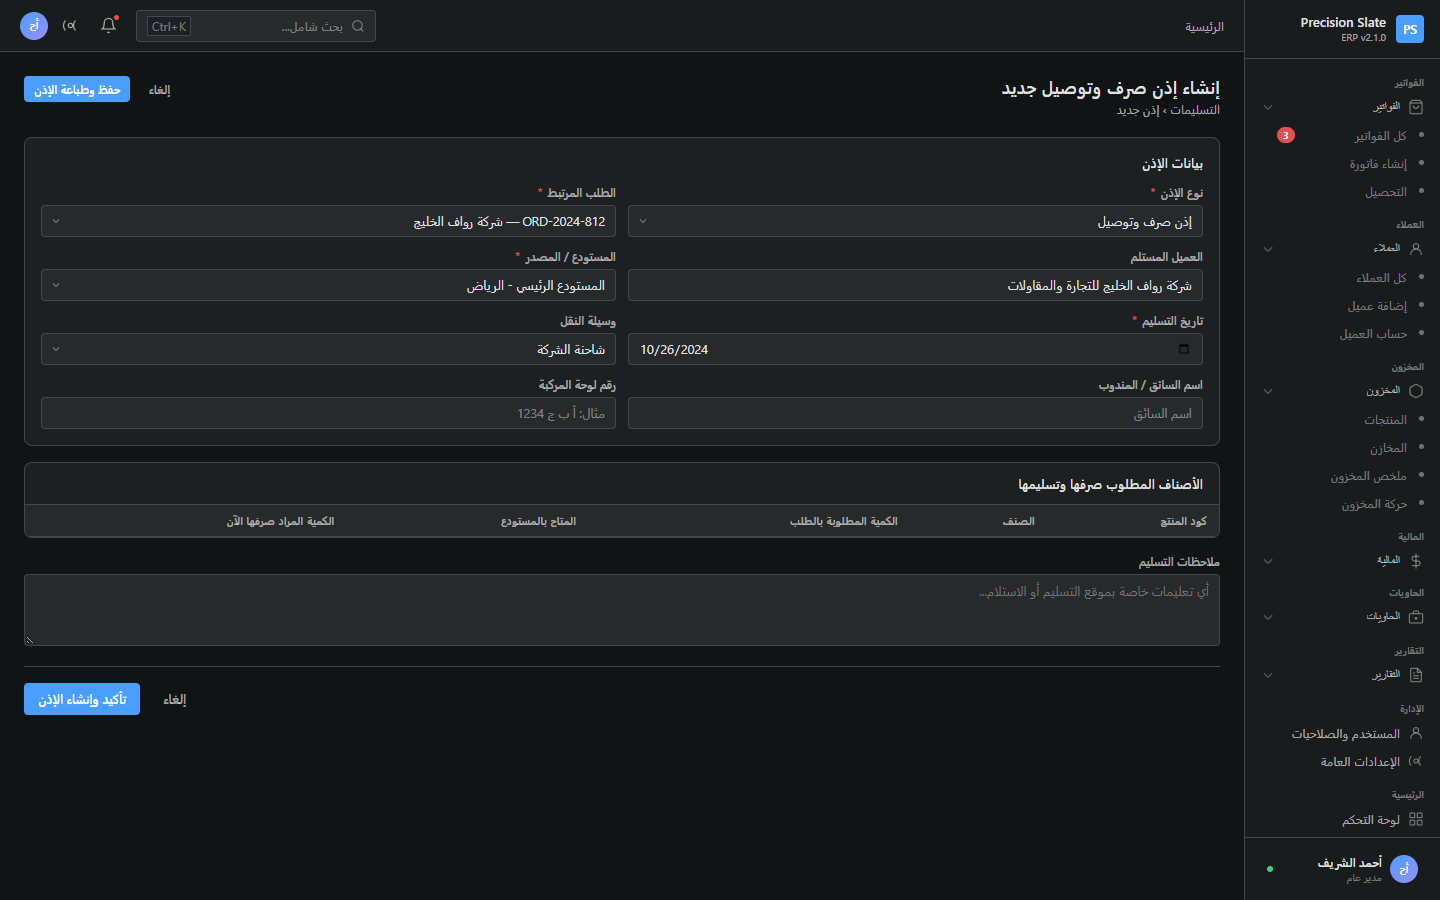 Precision Slate
ERP v2.1.0
PS
الفواتير
الفواتير
كل الفواتير
3
إنشاء فاتورة
التحصيل
العملاء
العملاء
كل العملاء
إضافة عميل
حساب العميل
المخزون
المخزون
المنتجات
المخازن
ملخص المخزون
حركة المخزون
المالية
المالية
الحاويات
الحاويات
التقارير
التقارير
الإدارة
المستخدم والصلاحيات
الإعدادات العامة
الرئيسية
لوحة التحكم
أحمد الشريف
مدير عام
الرئيسية
بحث شامل...
Ctrl+K
إنشاء إذن صرف وتوصيل جديد
التسليمات › إذن جديد
إلغاء
حفظ وطباعة الإذن
بيانات الإذن
نوع الإذن *
إذن صرف وتوصيل
الطلب المرتبط *
ORD-2024-812 — شركة رواف الخليج
العميل المستلم
شركة رواف الخليج للتجارة والمقاولات
المستودع / المصدر *
المستودع الرئيسي - الرياض
تاريخ التسليم *
10/26/2024
وسيلة النقل
شاحنة الشركة
اسم السائق / المندوب
اسم السائق
رقم لوحة المركبة
مثال: أ ب ج 1234
الأصناف المطلوب صرفها وتسليمها
كود المنتج الصنف الكمية المطلوبة بالطلب المتاح بالمستودع الكمية المراد صرفها الآن
ملاحظات التسليم
أي تعليمات خاصة بموقع التسليم أو الاستلام...
إلغاء
تأكيد وإنشاء الإذن